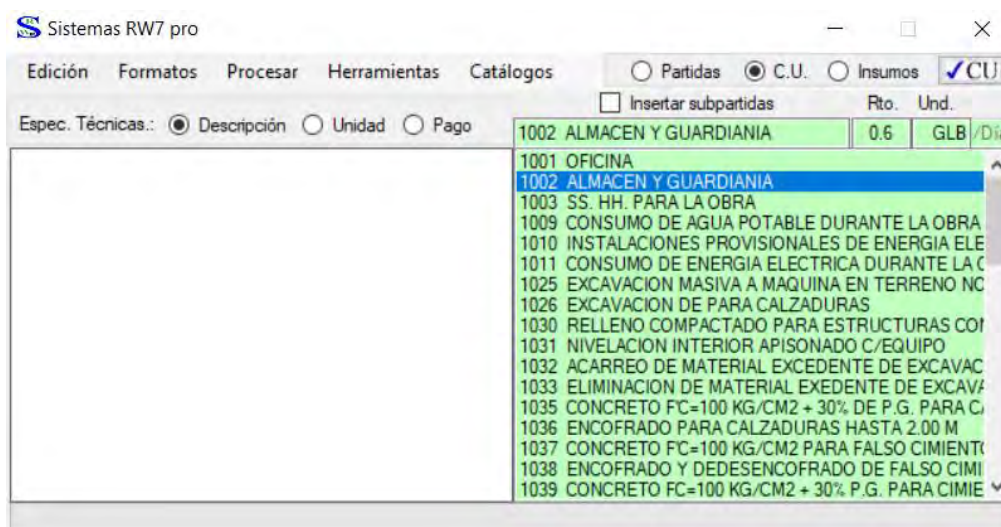 Sistemas RW7 pro
Edición Formatos Procesar Herramientas Catálogos Partidas C.U. Insumos CU
Insertar subpartidas Rto. Und.
Espec. Técnicas.: Descripción Unidad Pago
1002 ALMACEN Y GUARDIANIA 0.6 GLB /Día
1001 OFICINA
1002 ALMACEN Y GUARDIANIA
1003 SS. HH. PARA LA OBRA
1009 CONSUMO DE AGUA POTABLE DURANTE LA OBRA
1010 INSTALACIONES PROVISIONALES DE ENERGIA ELE
1011 CONSUMO DE ENERGIA ELECTRICA DURANTE LA
1025 EXCAVACION MASIVA A MAQUINA EN TERRENO NO
1026 EXCAVACION DE PARA CALZADURAS
1030 RELLENO COMPACTADO PARA ESTRUCTURAS CON
1031 NIVELACION INTERIOR APISONADO C/EQUIPO
1032 ACARREO DE MATERIAL EXCEDENTE DE EXCAVAC
1033 ELIMINACION DE MATERIAL EXEDENTE DE EXCAVA
1035 CONCRETO F'C=100 KG/CM2 + 30% DE P.G. PARA CA
1036 ENCOFRADO PARA CALZADURAS HASTA 2.00 M
1037 CONCRETO F'C=100 KG/CM2 PARA FALSO CIMIENTO
1038 ENCOFRADO Y DEDESENCOFRADO DE FALSO CIMI
1039 CONCRETO FC=100 KG/CM2 + 30% P.G. PARA CIMIE